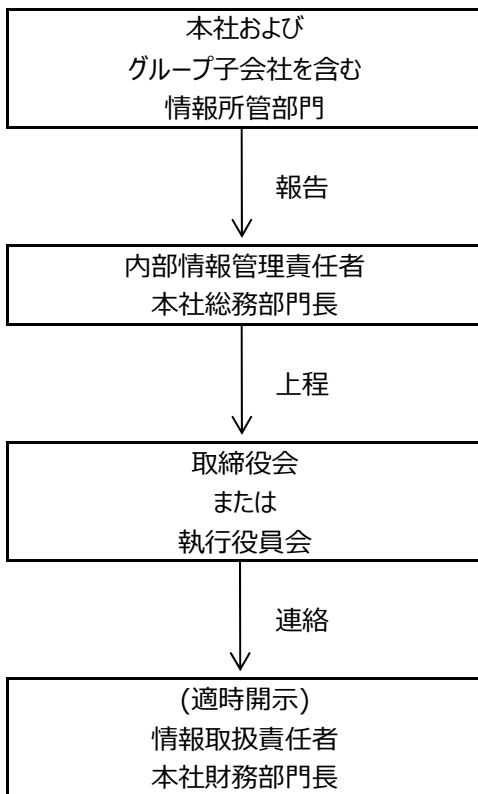 本社および
グループ子会社を含む
情報所管部門
報告
内部情報管理責任者
本社総務部門長
上程
取締役会
または
執行役員会
連絡
(適時開示)
情報取扱責任者
本社財務部門長